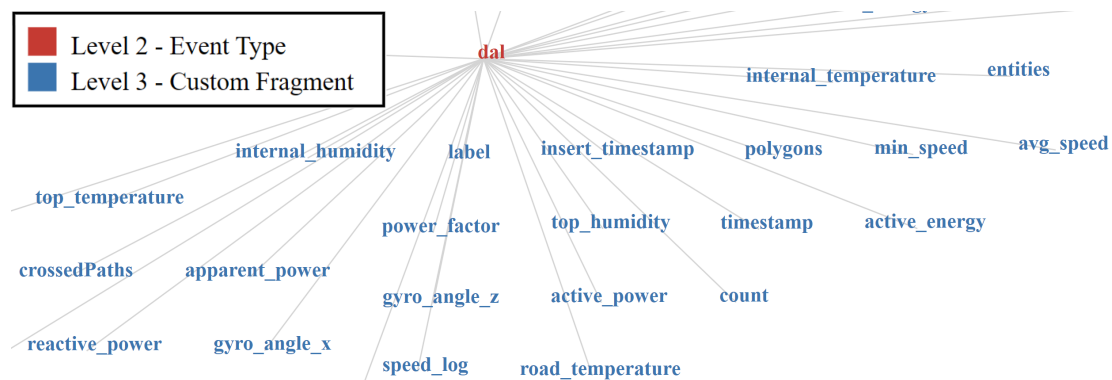 Level 2 - Event Type
Level 3 - Custom Fragment
dal
internal_temperature
entities
internal_humidity
label
insert_timestamp
polygons
min_speed
avg_speed
top_temperature
power_factor
top_humidity
timestamp
active_energy
crossedPaths
apparent_power
gyro_angle_z
active_power
count
reactive_power
gyro_angle_x
speed_log
road_temperature